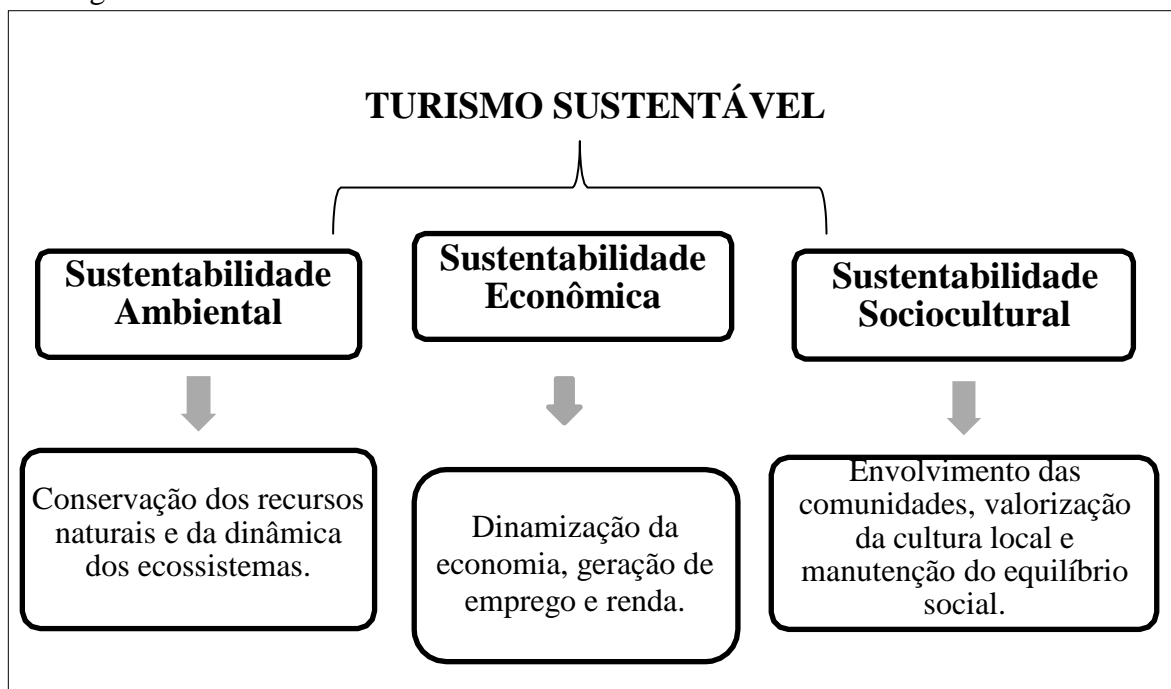 TURISMO SUSTENTÁVEL
Sustentabilidade
Ambiental
Sustentabilidade
Econômica
Sustentabilidade
Sociocultural
Conservação dos recursos
naturais e da dinâmica
dos ecossistemas.
Dinamização da
economia, geração de
emprego e renda.
Envolvimento das
comunidades, valorização
da cultura local e
manutenção do equilíbrio
social.